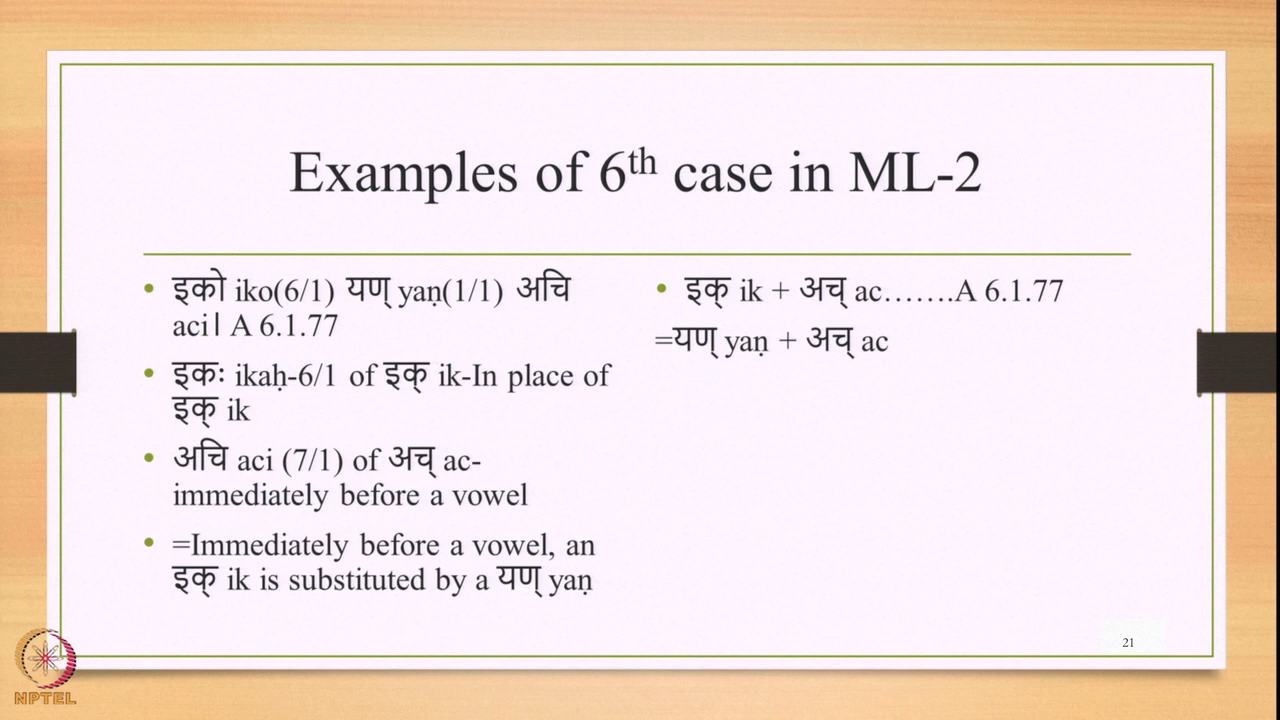 Examples of 6th case in ML-2
• इको iko(6/1) यण् yaṇ(1/1) अचि
aci। A 6.1.77
• इकः ikaḥ-6/1 of इक् ik-In place of
इक् ik
• अचि aci (7/1) of अच् ac-
immediately before a vowel
• =Immediately before a vowel, an
इक् ik is substituted by a यण् yaṇ
• इक् ik + अच् ac…….A 6.1.77
=यण् yaṇ + अच् ac
21
NPTEL